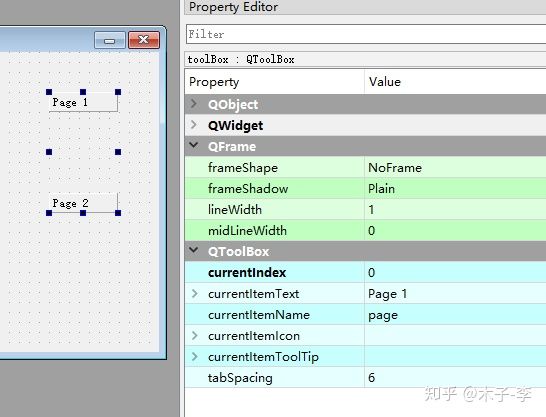 Property Editor
Filter
toolBox : QToolBox
Property Value
QObject
QWidget
QFrame
frameShape NoFrame
frameShadow Plain
lineWidth 1
midLineWidth 0
QToolBox
currentIndex 0
currentItemText Page 1
currentItemName page
currentItemIcon
currentItemToolTip
tabSpacing 6
Page 1
Page 2
知乎 @木子-李